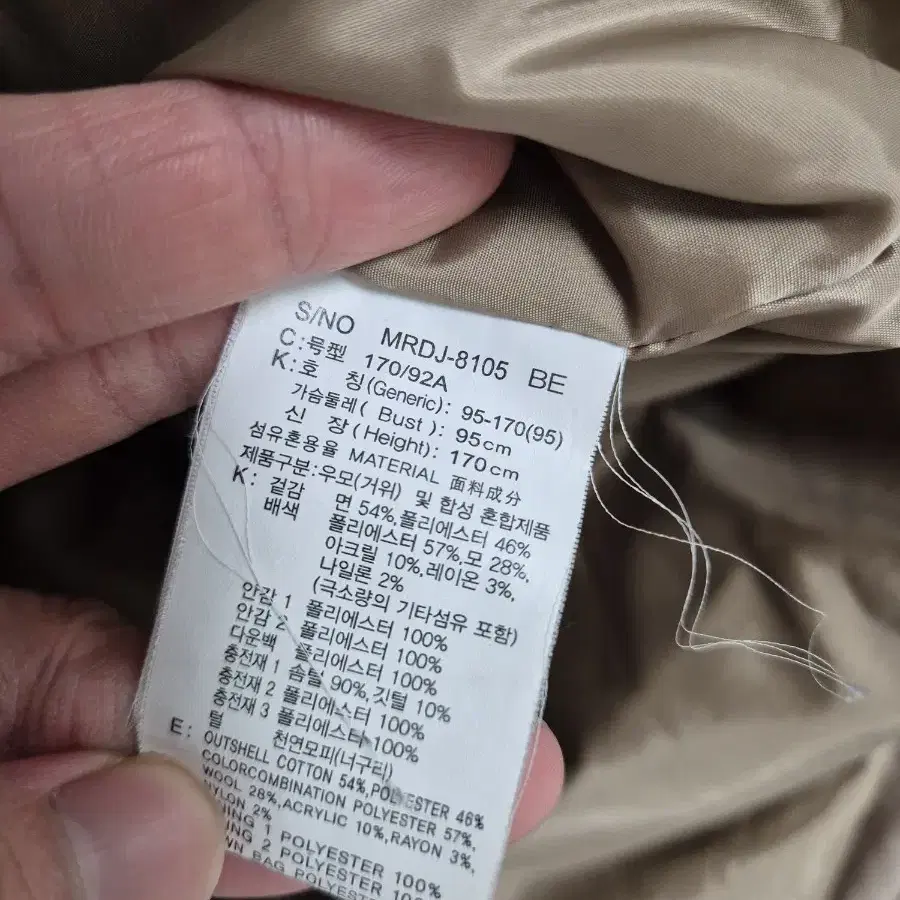 S/NO MRDJ-8105 BE
C:号型 170/92A
K:호 칭(Generic): 95-170(95)
가슴둘레( Bust ): 95cm
신 장(Height): 170cm
섬유혼용율 MATERIAL 面料成分
제품구분:우모(거위) 및 합성 혼합제품
K: 겉감 면 54%,폴리에스터 46%
배색 폴리에스터 57%,모 28%,
아크릴 10%,레이온 3%,
나일론 2%
(극소량의 기타섬유 포함)
안감 1 폴리에스터 100%
안감 2 폴리에스터 100%
다운백 폴리에스터 100%
충전재 1 솜털 90%,깃털 10%
충전재 2 폴리에스터 100%
충전재 3 폴리에스터 100%
털 천연모피(너구리)
E: OUTSHELL COTTON 54%,POLYESTER 46%
COLORCOMBINATION POLYESTER 57%,
WOOL 28%,ACRYLIC 10%,RAYON 3%,
NYLON 2%
1 POLYESTER 100%
2 POLYESTER 100%
BAG POLYESTER 100%